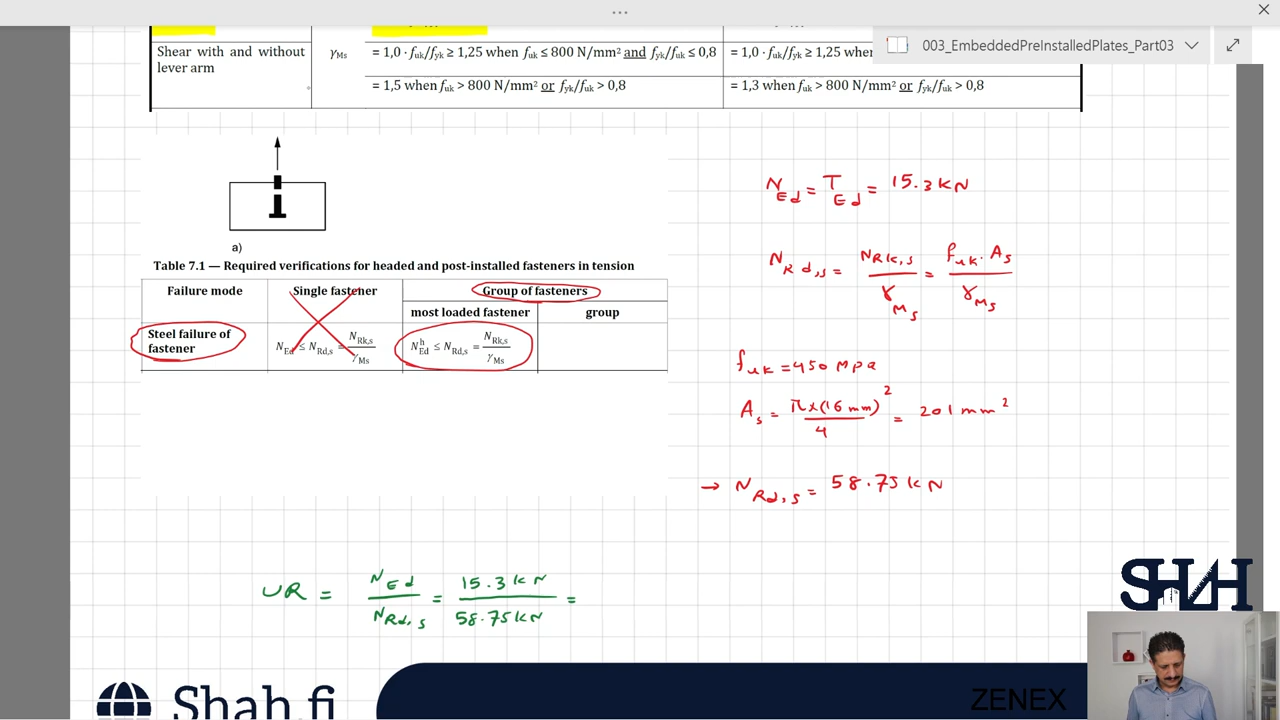 003_EmbeddedPreInstalledPlates_Part03
Shear with and without lever arm
γMs
= 1,0 · fuk/fyk ≥ 1,25 when fuk ≤ 800 N/mm² and fyk/fuk ≤ 0,8
= 1,0 · fuk/fyk ≥ 1,25 when
= 1,5 when fuk > 800 N/mm² or fyk/fuk > 0,8
= 1,3 when fuk > 800 N/mm² or fyk/fuk > 0,8
a)
Table 7.1 — Required verifications for headed and post-installed fasteners in tension
Failure mode
Single fastener
Group of fasteners
most loaded fastener
group
Steel failure of fastener
NEd ≤ NRd,s = NRk,s / γMs
NhEd ≤ NRd,s = NRk,s / γMs
NEd = TEd = 15.3 kN
NRd,s = NRk,s / γMs = fuk · As / γMs
fuk = 450 MPa
As = π×(16 mm)² / 4 = 201 mm²
→ NRd,s = 58.75 kN
UR = NEd / NRd,s = 15.3 kN / 58.75 kN =
SHAH
Shah.fi
ZENEX